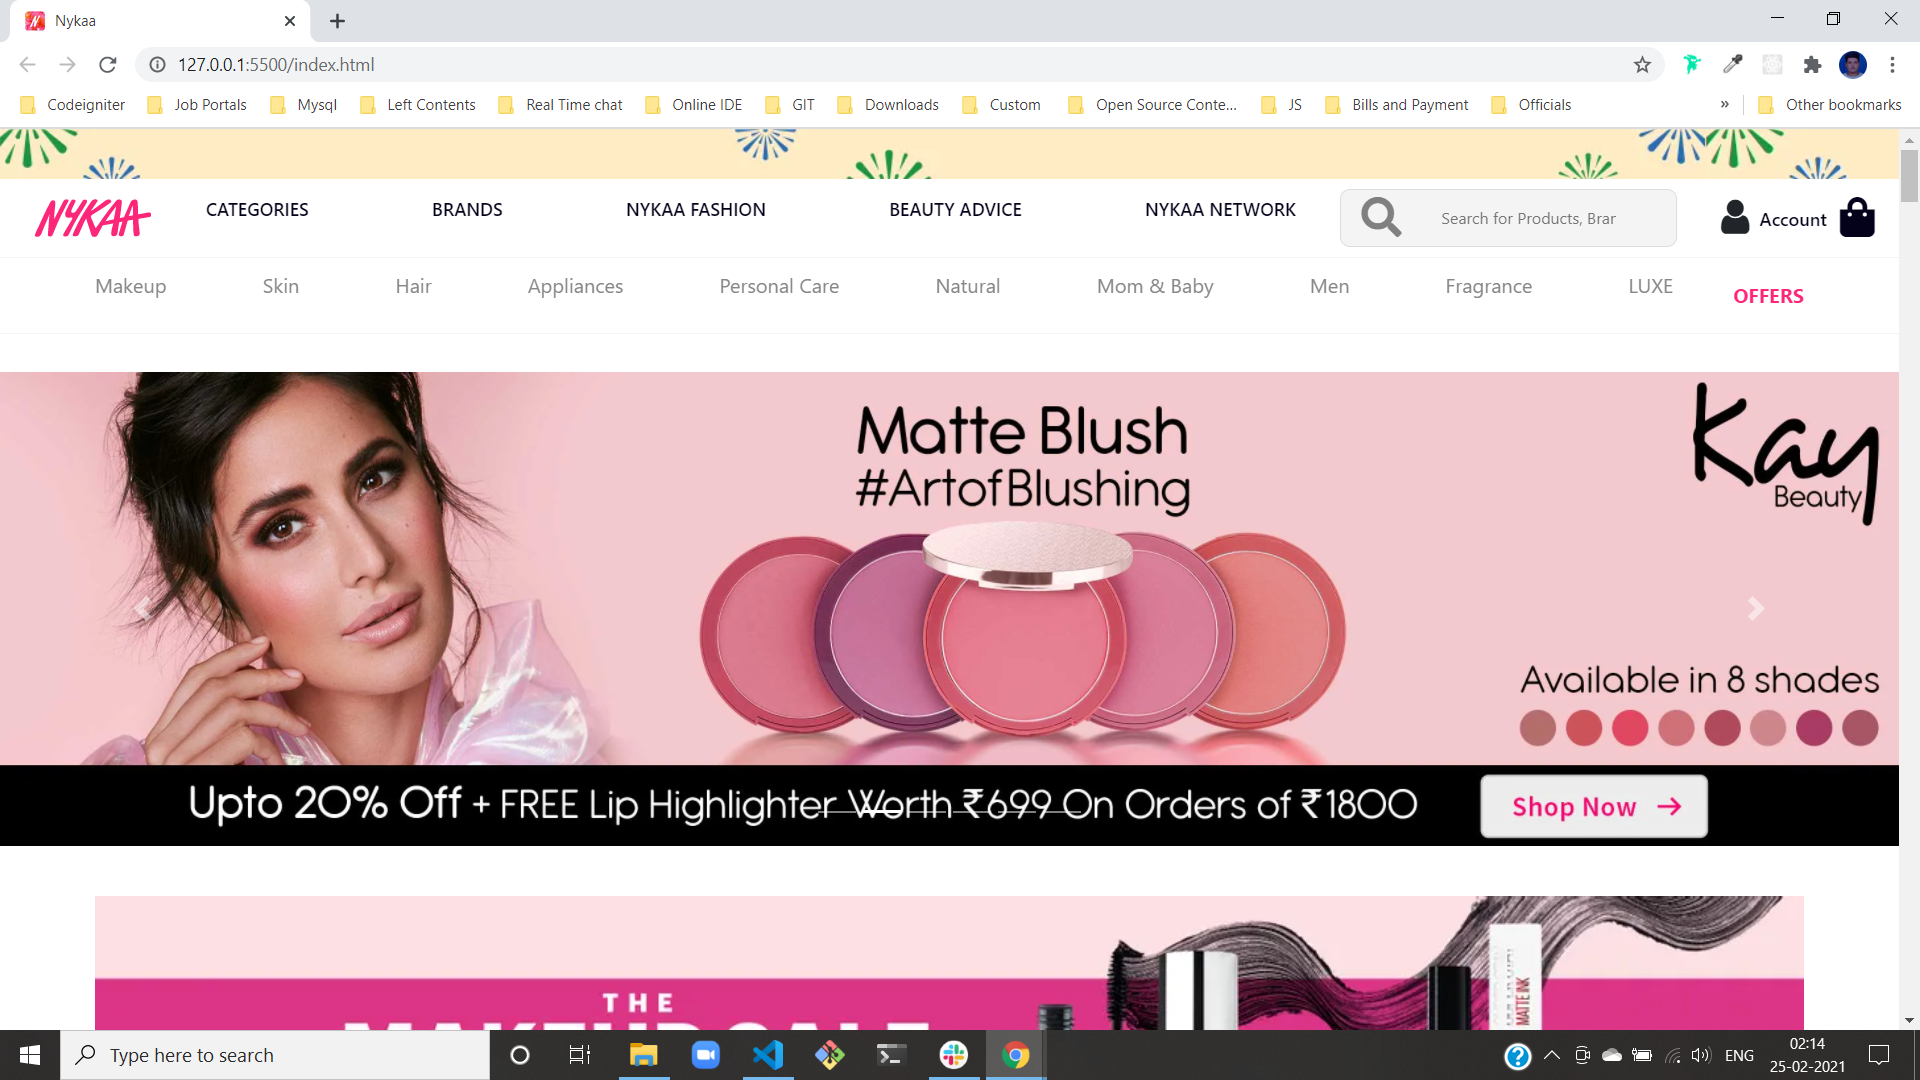 Nykaa
127.0.0.1:5500/index.html
Codeigniter Job Portals Mysql Left Contents Real Time chat Online IDE GIT Downloads Custom Open Source Conte... JS Bills and Payment Officials » Other bookmarks
NYKAA CATEGORIES BRANDS NYKAA FASHION BEAUTY ADVICE NYKAA NETWORK Search for Products, Brar Account
Makeup Skin Hair Appliances Personal Care Natural Mom & Baby Men Fragrance LUXE OFFERS
Matte Blush
#ArtofBlushing
Kay
Beauty
Available in 8 shades
Upto 20% Off + FREE Lip Highlighter Worth ₹699 On Orders of ₹1800 Shop Now →
THE
MAKEUP SALE
MATTE INK
Type here to search
ENG
02:14
25-02-2021